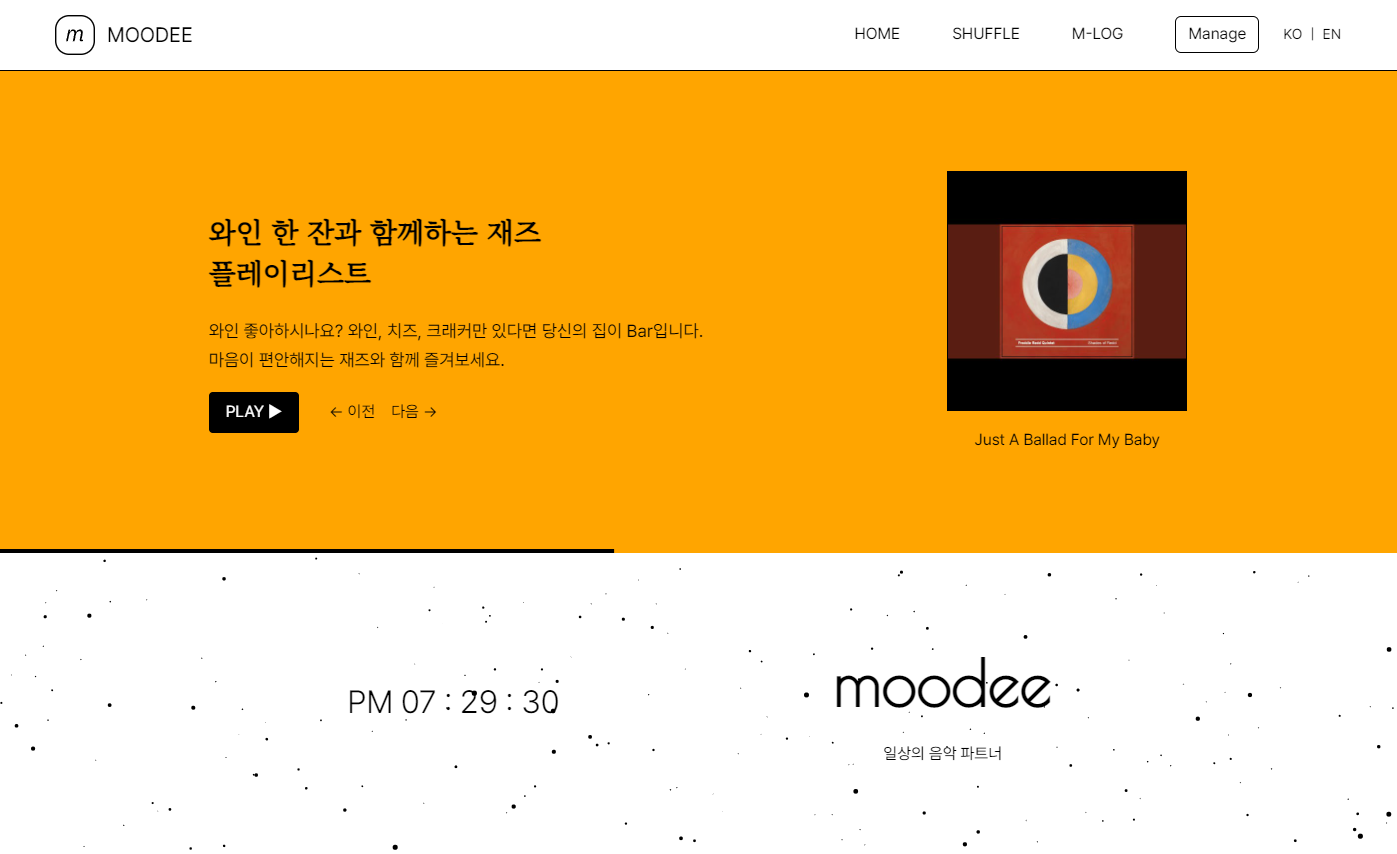 m MOODEE
HOME SHUFFLE M-LOG Manage KO | EN
와인 한 잔과 함께하는 재즈
플레이리스트
와인 좋아하시나요? 와인, 치즈, 크래커만 있다면 당신의 집이 Bar입니다.
마음이 편안해지는 재즈와 함께 즐겨보세요.
PLAY ▶ ← 이전 다음 →
Just A Ballad For My Baby
PM 07 : 29 : 30
moodee
일상의 음악 파트너